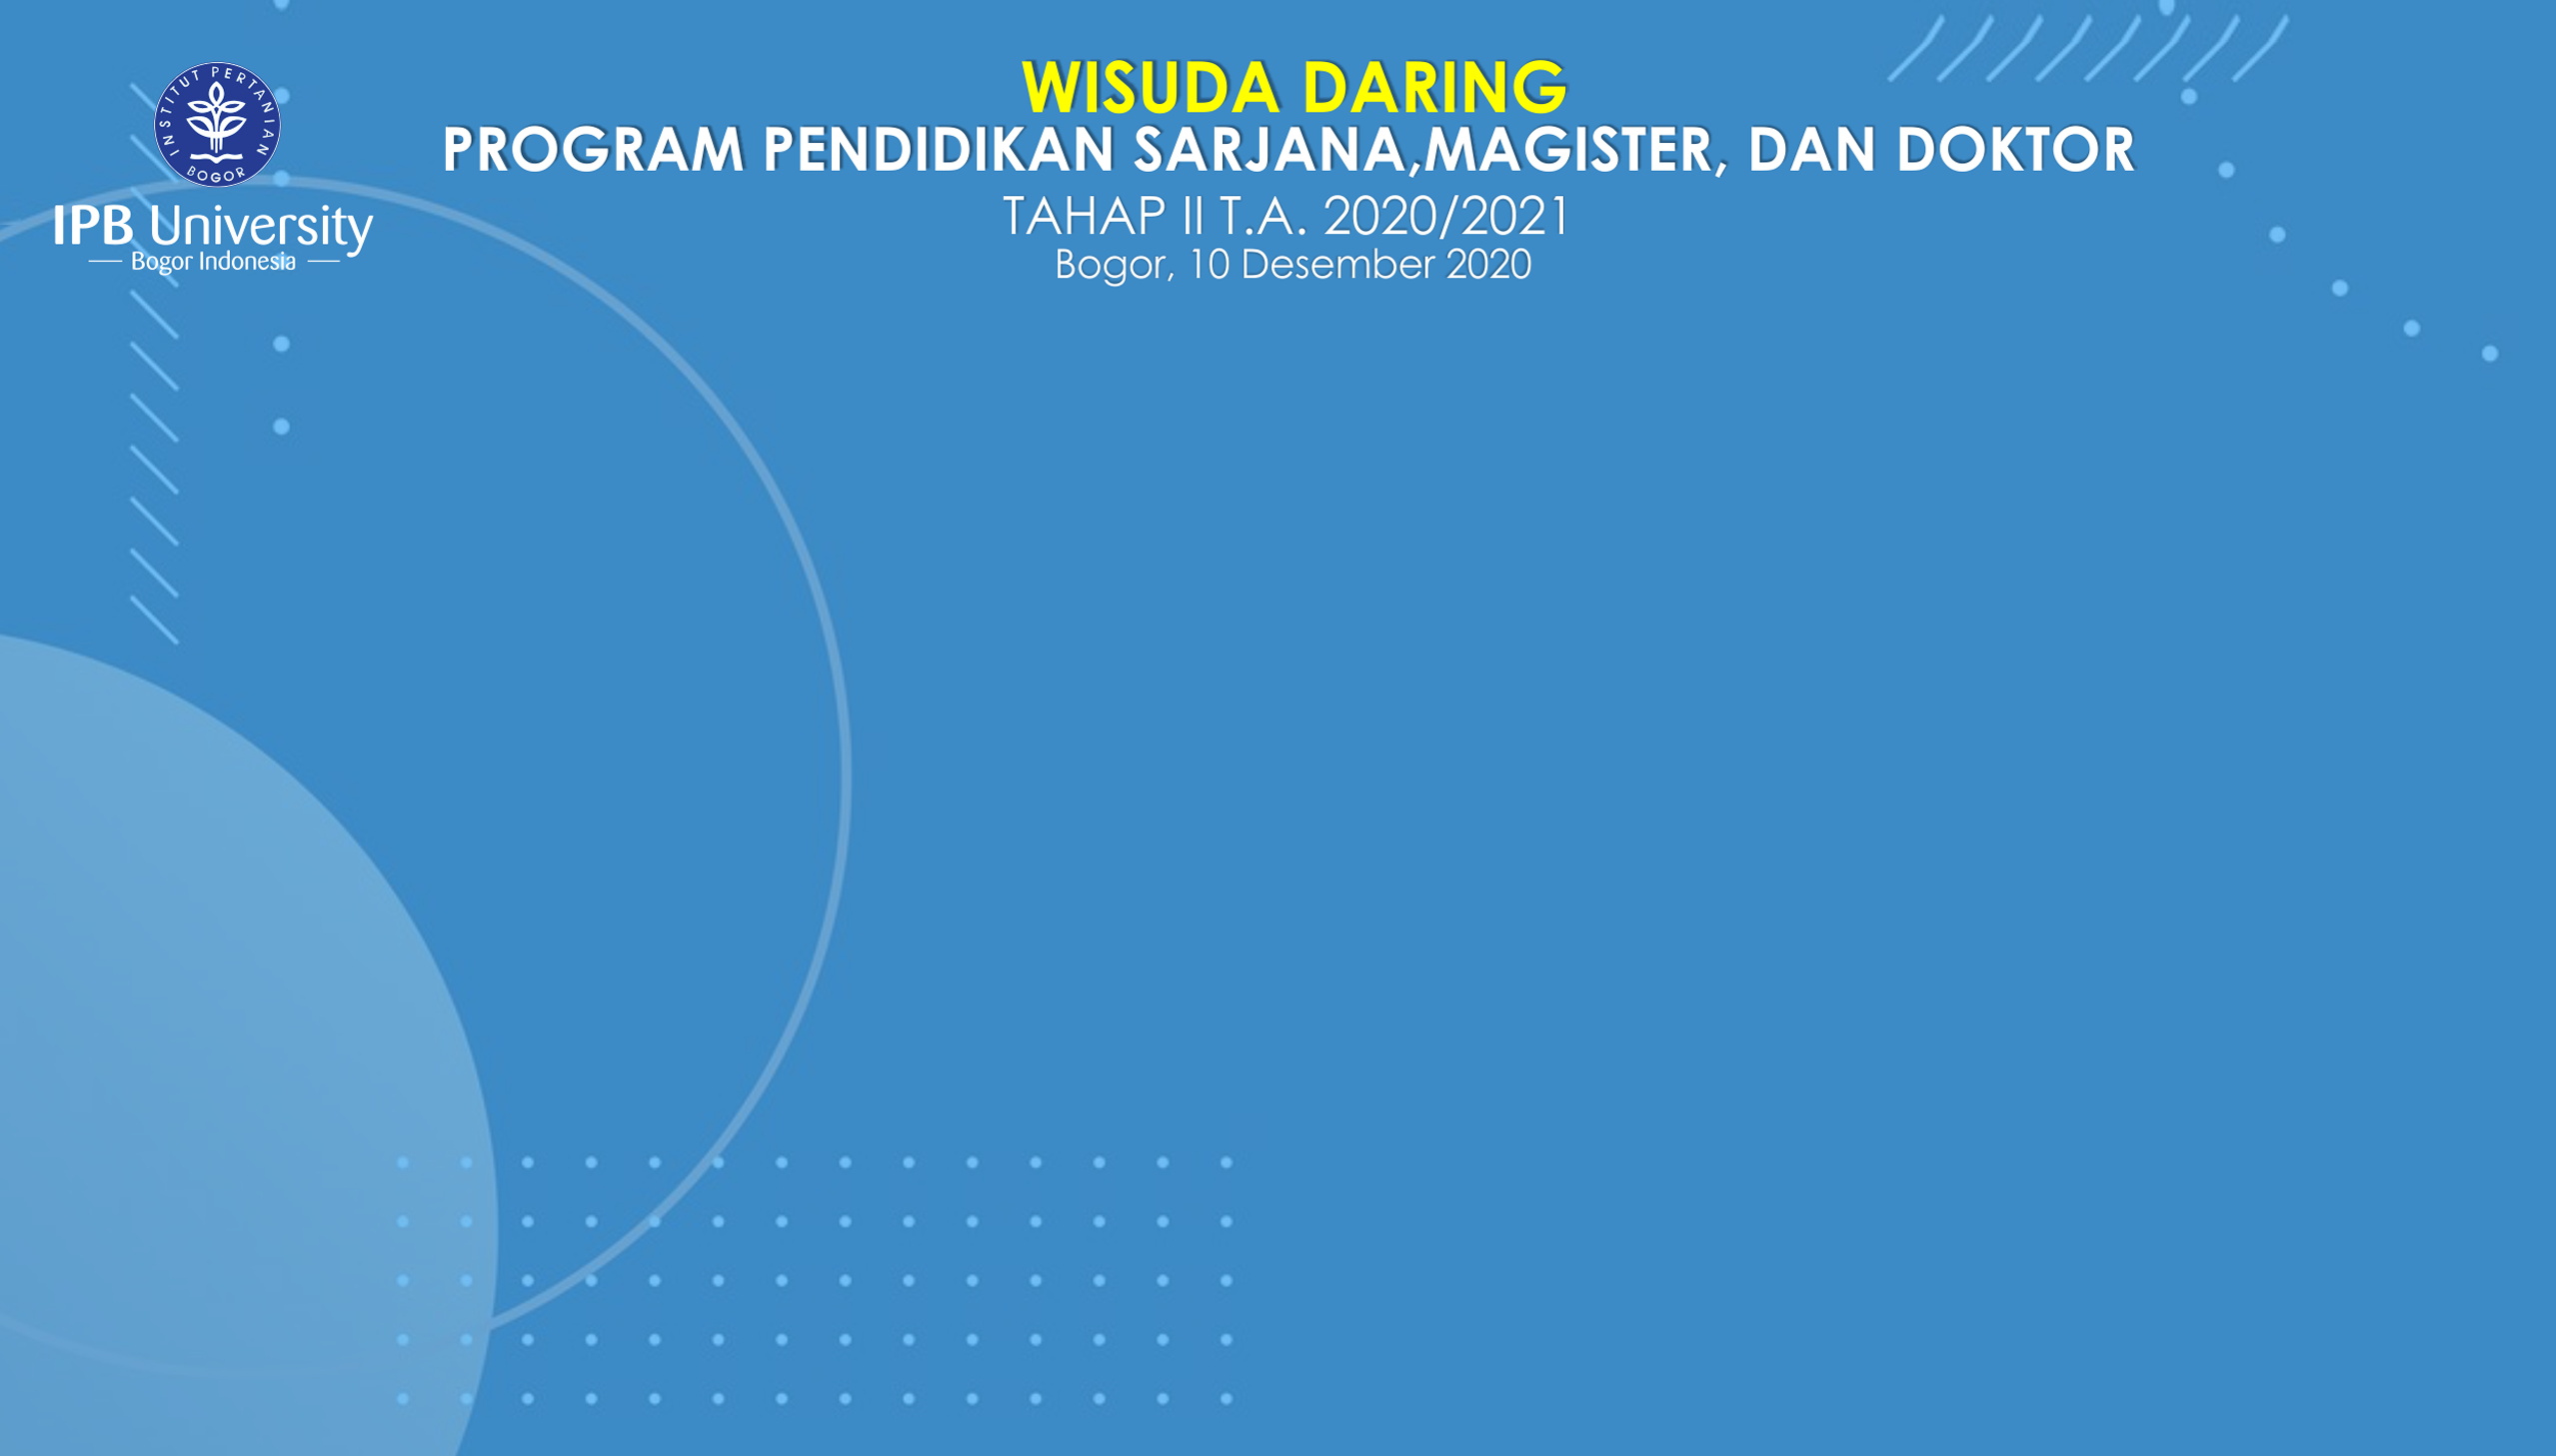 INSTITUT PERTANIAN
BOGOR
IPB University
Bogor Indonesia
WISUDA DARING
PROGRAM PENDIDIKAN SARJANA,MAGISTER, DAN DOKTOR
TAHAP II T.A. 2020/2021
Bogor, 10 Desember 2020